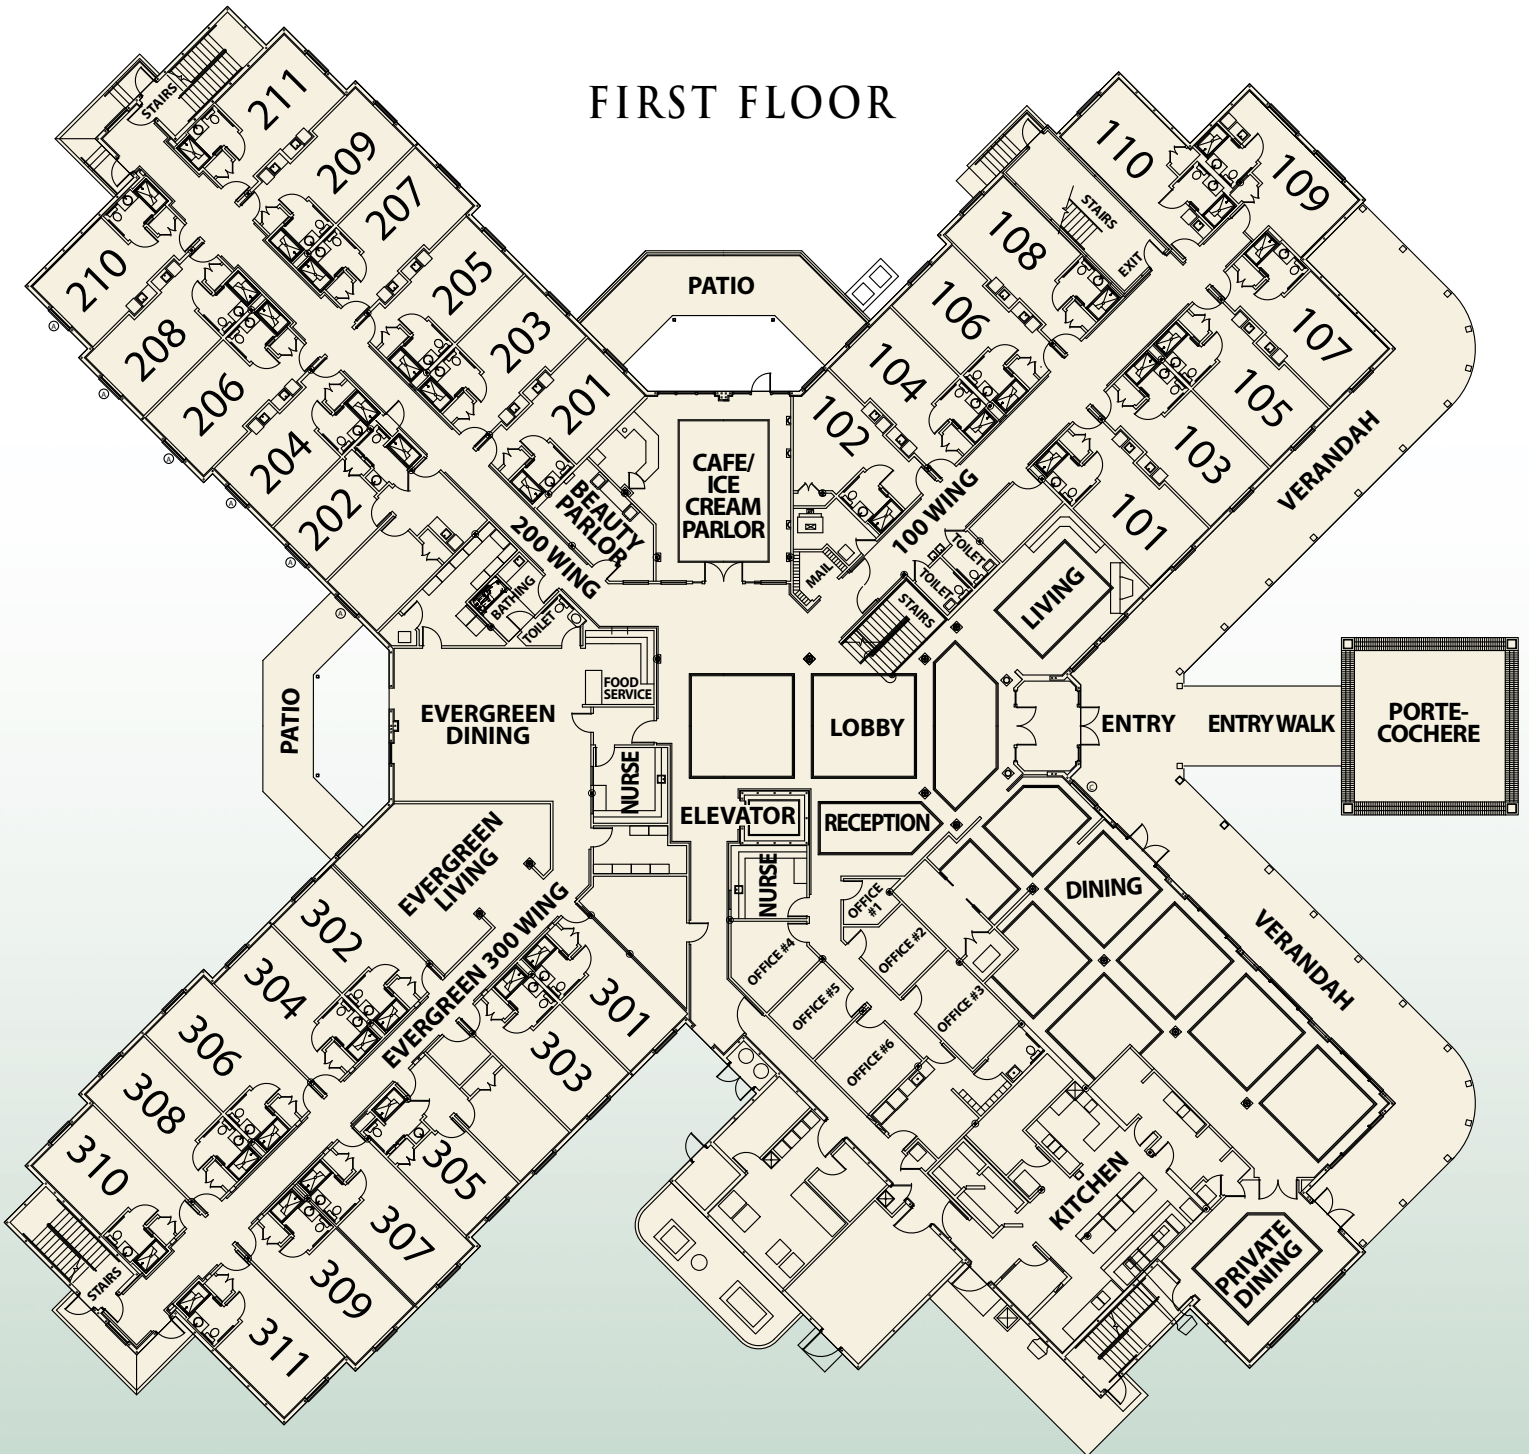 FIRST FLOOR
STAIRS
211
209
207
205
203
201
210
208
206
204
202
200 WING
BEAUTY
PARLOR
BATHING
TOILET
PATIO
CAFE/
ICE
CREAM
PARLOR
110
109
STAIRS
EXIT
108
106
104
102
107
105
103
101
100 WING
MAIL
TOILET
TOILET
STAIRS
LIVING
VERANDAH
PATIO
EVERGREEN
DINING
FOOD
SERVICE
NURSE
LOBBY
ENTRY
ENTRY WALK
PORTE-
COCHERE
ELEVATOR
RECEPTION
NURSE
EVERGREEN
LIVING
EVERGREEN 300 WING
302
304
306
308
310
301
303
305
307
309
311
STAIRS
OFFICE
#1
OFFICE #2
OFFICE #3
OFFICE #4
OFFICE #5
OFFICE #6
DINING
VERANDAH
KITCHEN
PRIVATE
DINING
A
A
A
A
A
A
C